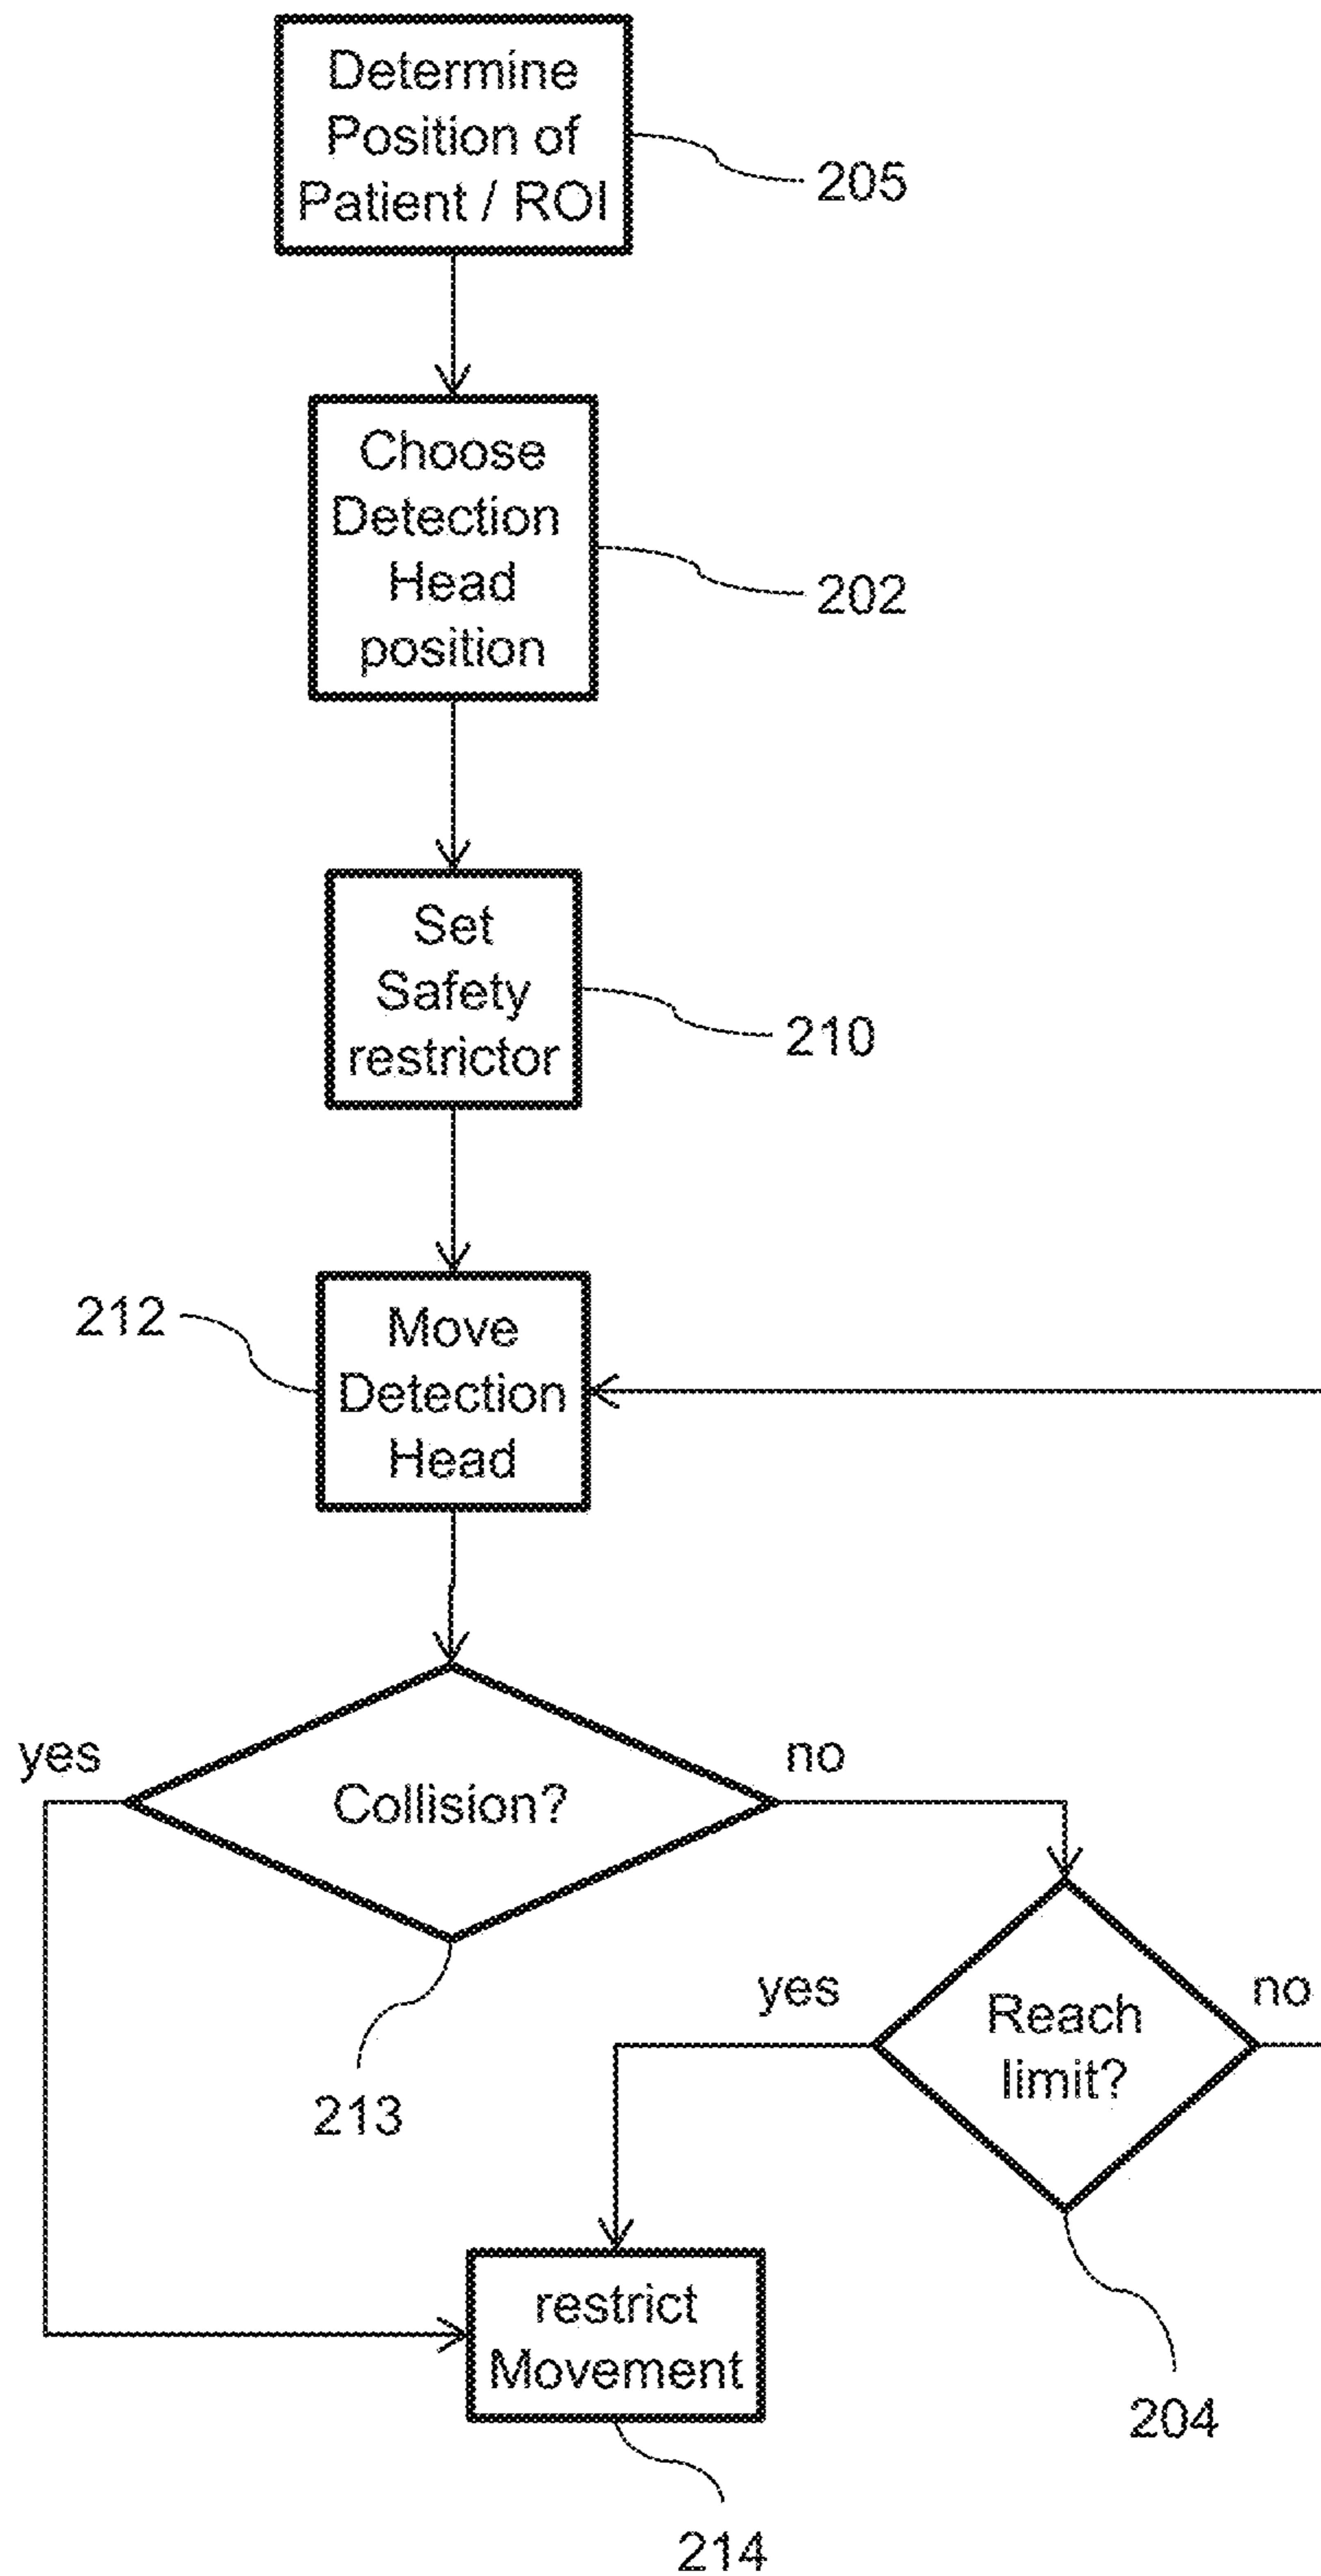 Determine
Position of
Patient / ROI
205
Choose
Detection
Head
position
202
Set
Safety
restrictor
210
212
Move
Detection
Head
yes
no
Collision?
213
yes
no
Reach
limit?
204
restrict
Movement
214